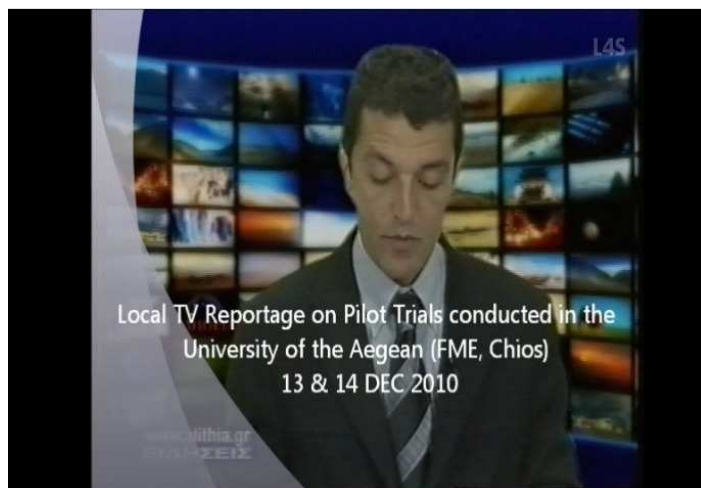 L4S
Local TV Reportage on Pilot Trials conducted in the
University of the Aegean (FME, Chios)
13 & 14 DEC 2010
ΕΙΔΗΣΕΙΣ